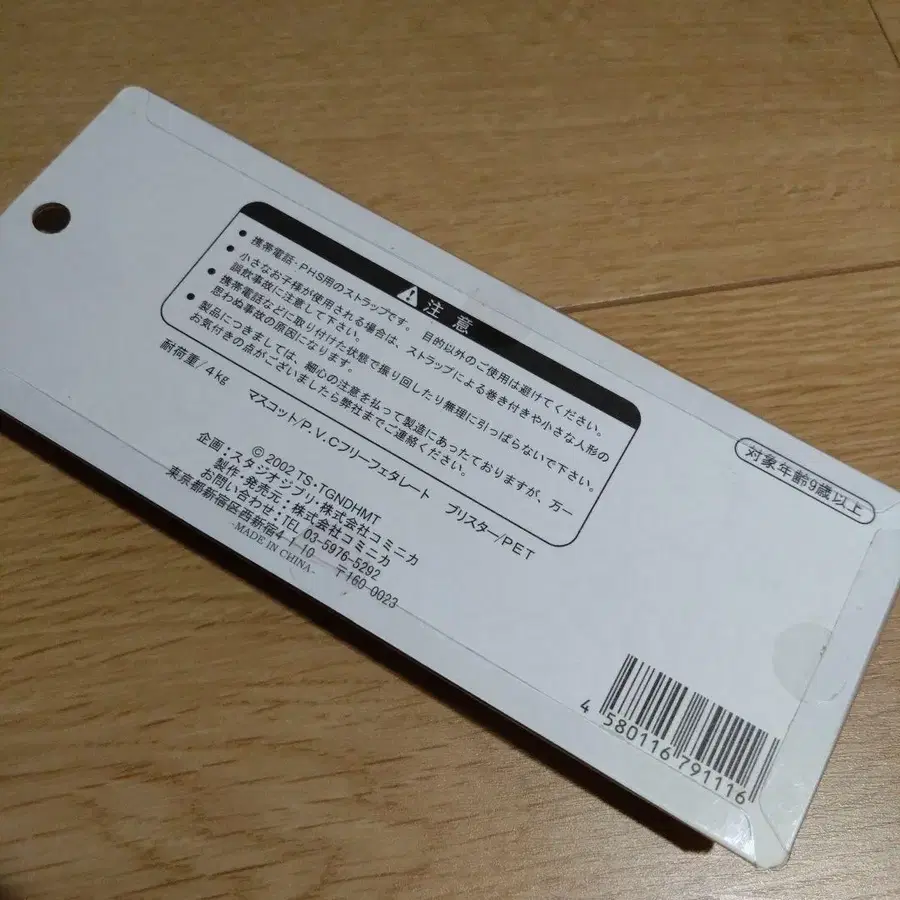 注意
● 携帯電話・PHS用のストラップです。 目的以外のご使用は避けてください。
● 小さなお子様が使用される場合は、ストラップによる巻き付きや小さな人形の
誤飲事故に注意して下さい。
● 携帯電話などに取り付けた状態で振り回したり無理に引っぱらないで下さい。
思わぬ事故の原因になります。
● 製品につきましては、細心の注意を払って製造にあったておりますが、万一
お気付きの点がございましたら弊社までご連絡ください。
耐荷重/4kg マスコット/P.V.Cフリーフェタレート ブリスター/PET
© 2002 TS・TGNDHMT
企画:スタジオジブリ・株式会社コミニカ
製作・発売元:株式会社コミニカ
お問い合わせ:TEL 03-5976-5292
東京都新宿区西新宿4-1-10 〒160-0023
-MADE IN CHINA-
対象年齢9歳以上
4 580116 791116